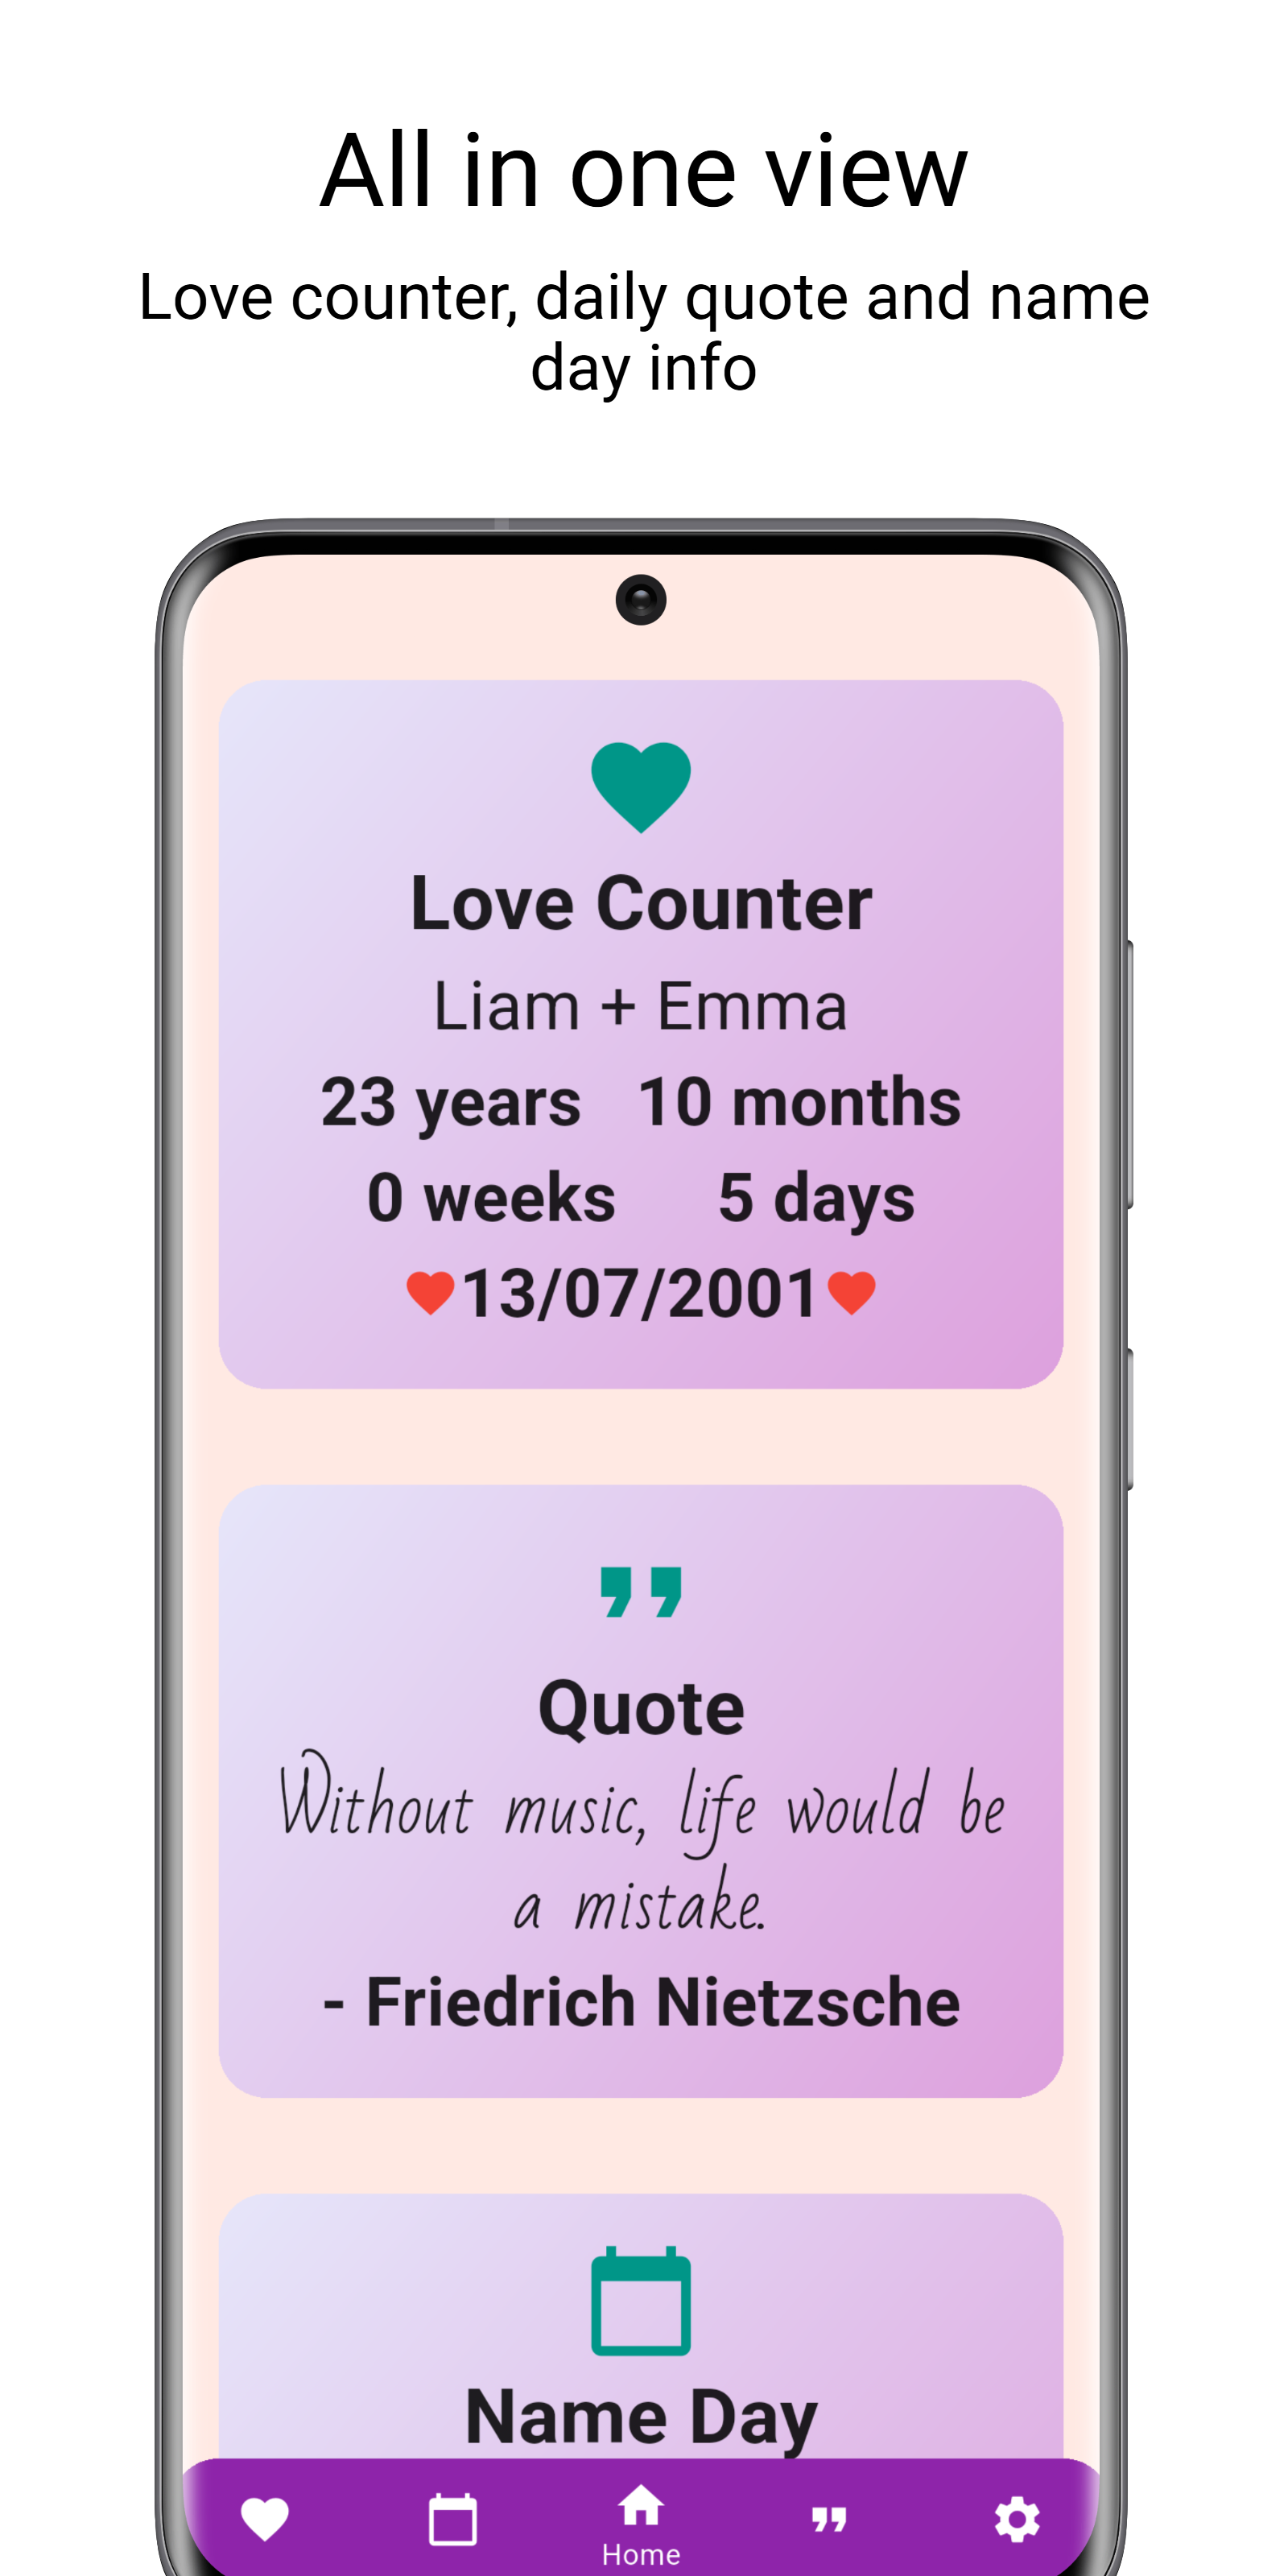 All in one view
Love counter, daily quote and name
day info
Love Counter
Liam + Emma
23 years 10 months
0 weeks 5 days
13/07/2001
Quote
Without music, life would be
a mistake.
- Friedrich Nietzsche
Name Day
Home